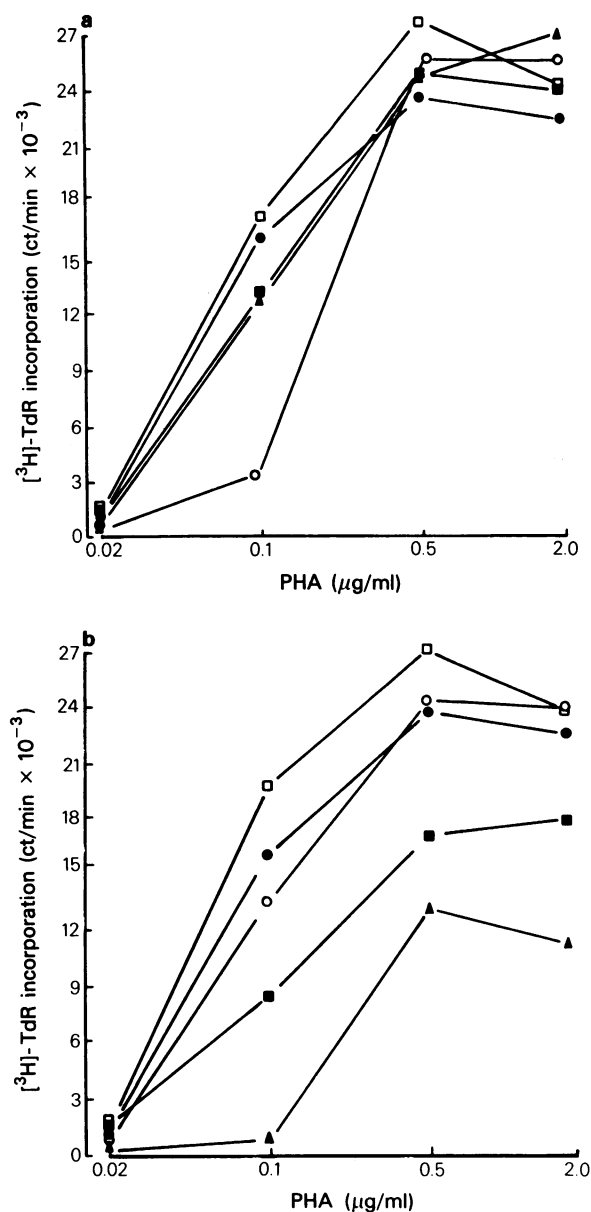 a
27
24
21
18
15
12
9
6
3
0
[³H]-TdR incorporation (ct/min × 10⁻³)
0.02 0.1 0.5 2.0
PHA (μg/ml)
b
27
24
21
18
15
12
9
6
3
0
[³H]-TdR incorporation (ct/min × 10⁻³)
0.02 0.1 0.5 2.0
PHA (μg/ml)